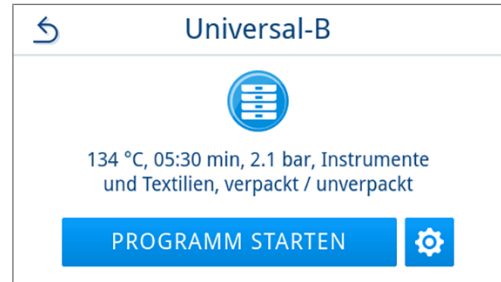 Universal-B
134 °C, 05:30 min, 2.1 bar, Instrumente
und Textilien, verpackt / unverpackt
PROGRAMM STARTEN